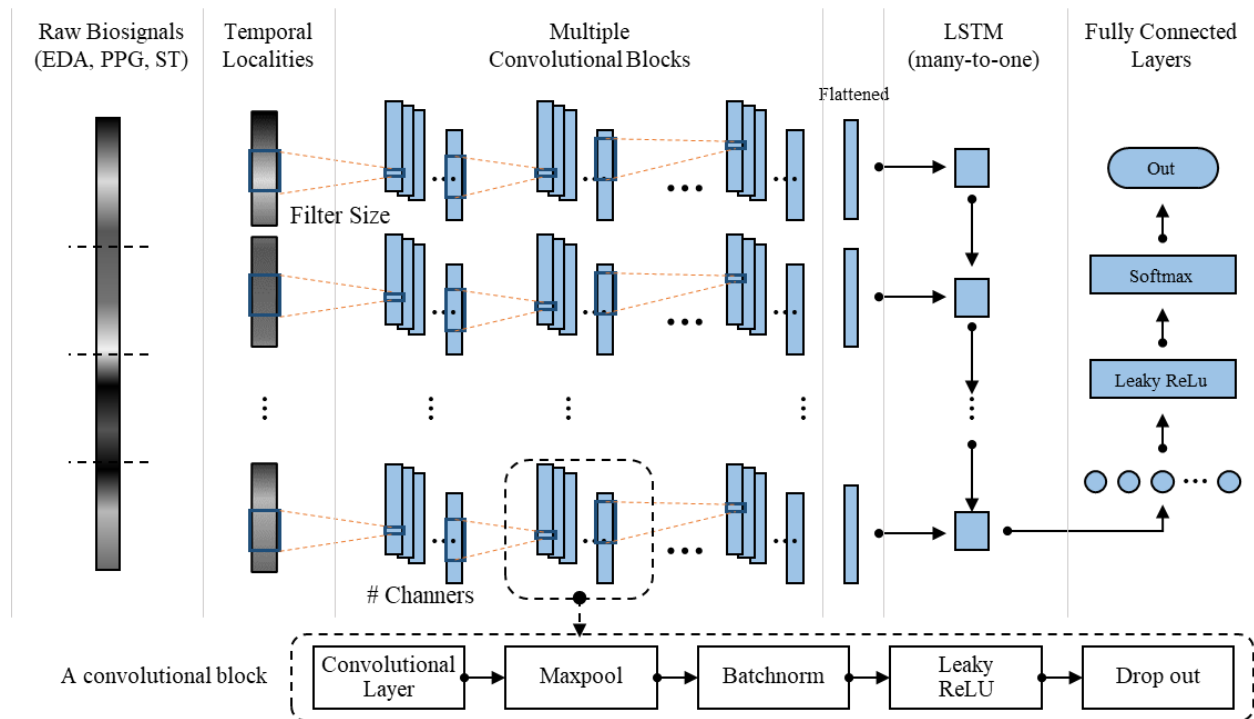 Raw Biosignals
(EDA, PPG, ST)
Temporal
Localities
Multiple
Convolutional Blocks
LSTM
(many-to-one)
Fully Connected
Layers
Flattened
Filter Size
Out
Softmax
Leaky ReLu
# Channers
A convolutional block
Convolutional
Layer
Maxpool
Batchnorm
Leaky
ReLU
Drop out